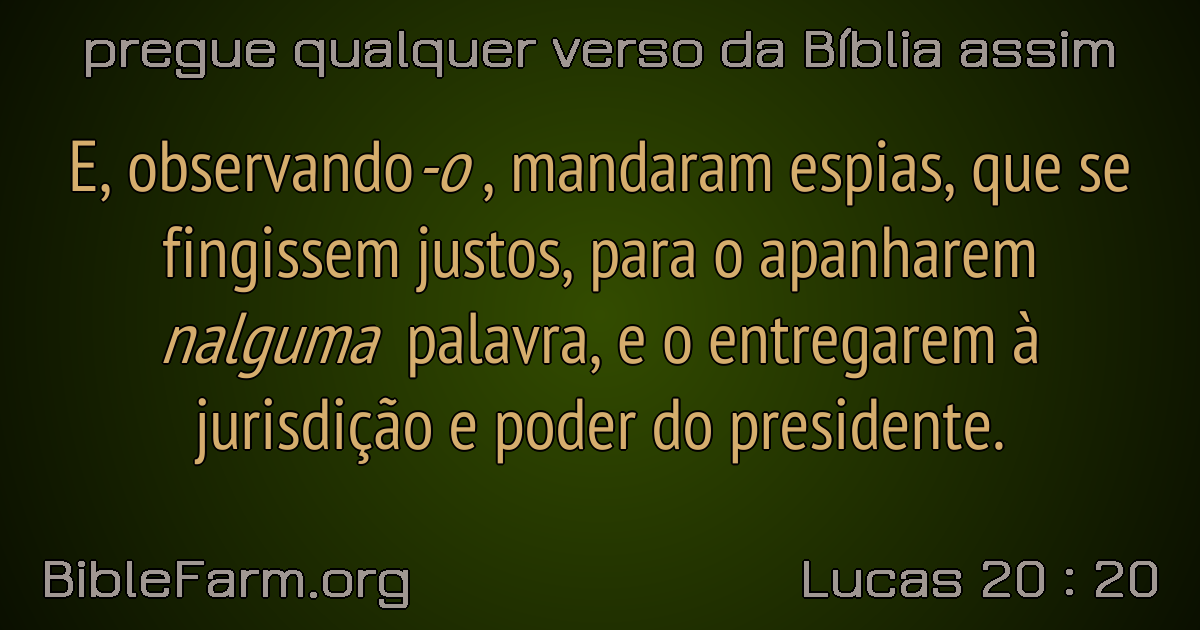 pregue qualquer verso da Bíblia assim
E, observando-o , mandaram espias, que se
fingissem justos, para o apanharem
nalguma palavra, e o entregarem à
jurisdição e poder do presidente.
BibleFarm.org
Lucas 20 : 20